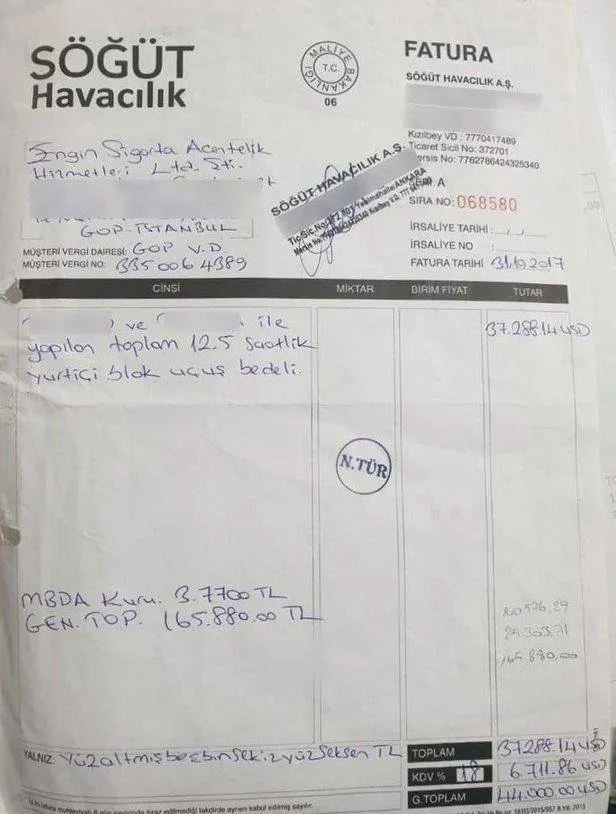 SÖĞÜT
Havacılık
MALİYE BAKANLIĞI
T.C.
06
FATURA
SÖĞÜT HAVACILIK A.Ş.
Kızılbey VD : 7770417489
Ticaret Sicil No: 372701
Mersis No: 7762786424325340
A
SIRA NO: 068580
İRSALİYE TARİHİ : / /
İRSALİYE NO :
FATURA TARİHİ 31.10.2017
Engin Sigorta Acentelik
Hizmetleri Ltd. Şti.
GOP-İSTANBUL
MÜŞTERİ VERGİ DAİRESİ: GOP V.D
MÜŞTERİ VERGİ NO: 335 006 4389
SÖĞÜT HAVACILIK A.Ş.
CİNSİ MİKTAR BİRİM FİYAT TUTAR
ve ile 37.288.14 USD
yapılan toplam 12.5 saatlik
yurtiçi blok uçuş bedeli.
N.TÜR
MBDA Kuru. 3.7700 TL
GEN. TOP. 165.880.00 TL
140.576,29
25.303,71
165.880,00
YALNIZ: Yüzaltmışbeşbinsekizyüzseksen TL
TOPLAM 37288.14 USD
KDV % 18 6.711.86 USD
G.TOPLAM 44.000.00 USD